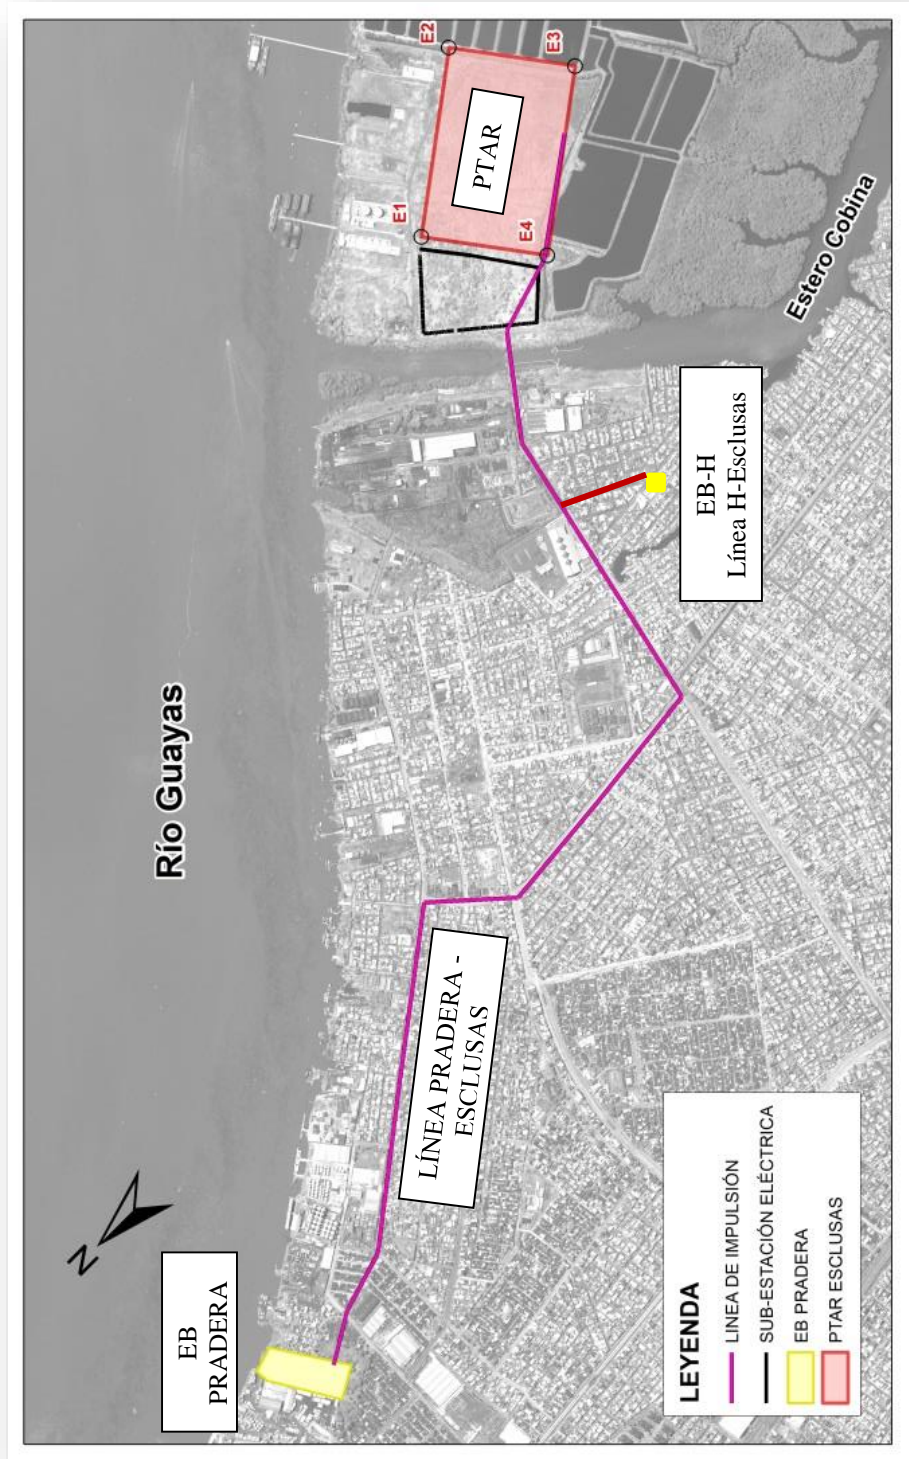 E2
E3
PTAR
E1
E4
Estero Cobina
EB-H
Línea H-Esclusas
Río Guayas
LÍNEA PRADERA -
ESCLUSAS
N
EB
PRADERA
LEYENDA
LINEA DE IMPULSIÓN
SUB-ESTACIÓN ELÉCTRICA
EB PRADERA
PTAR ESCLUSAS